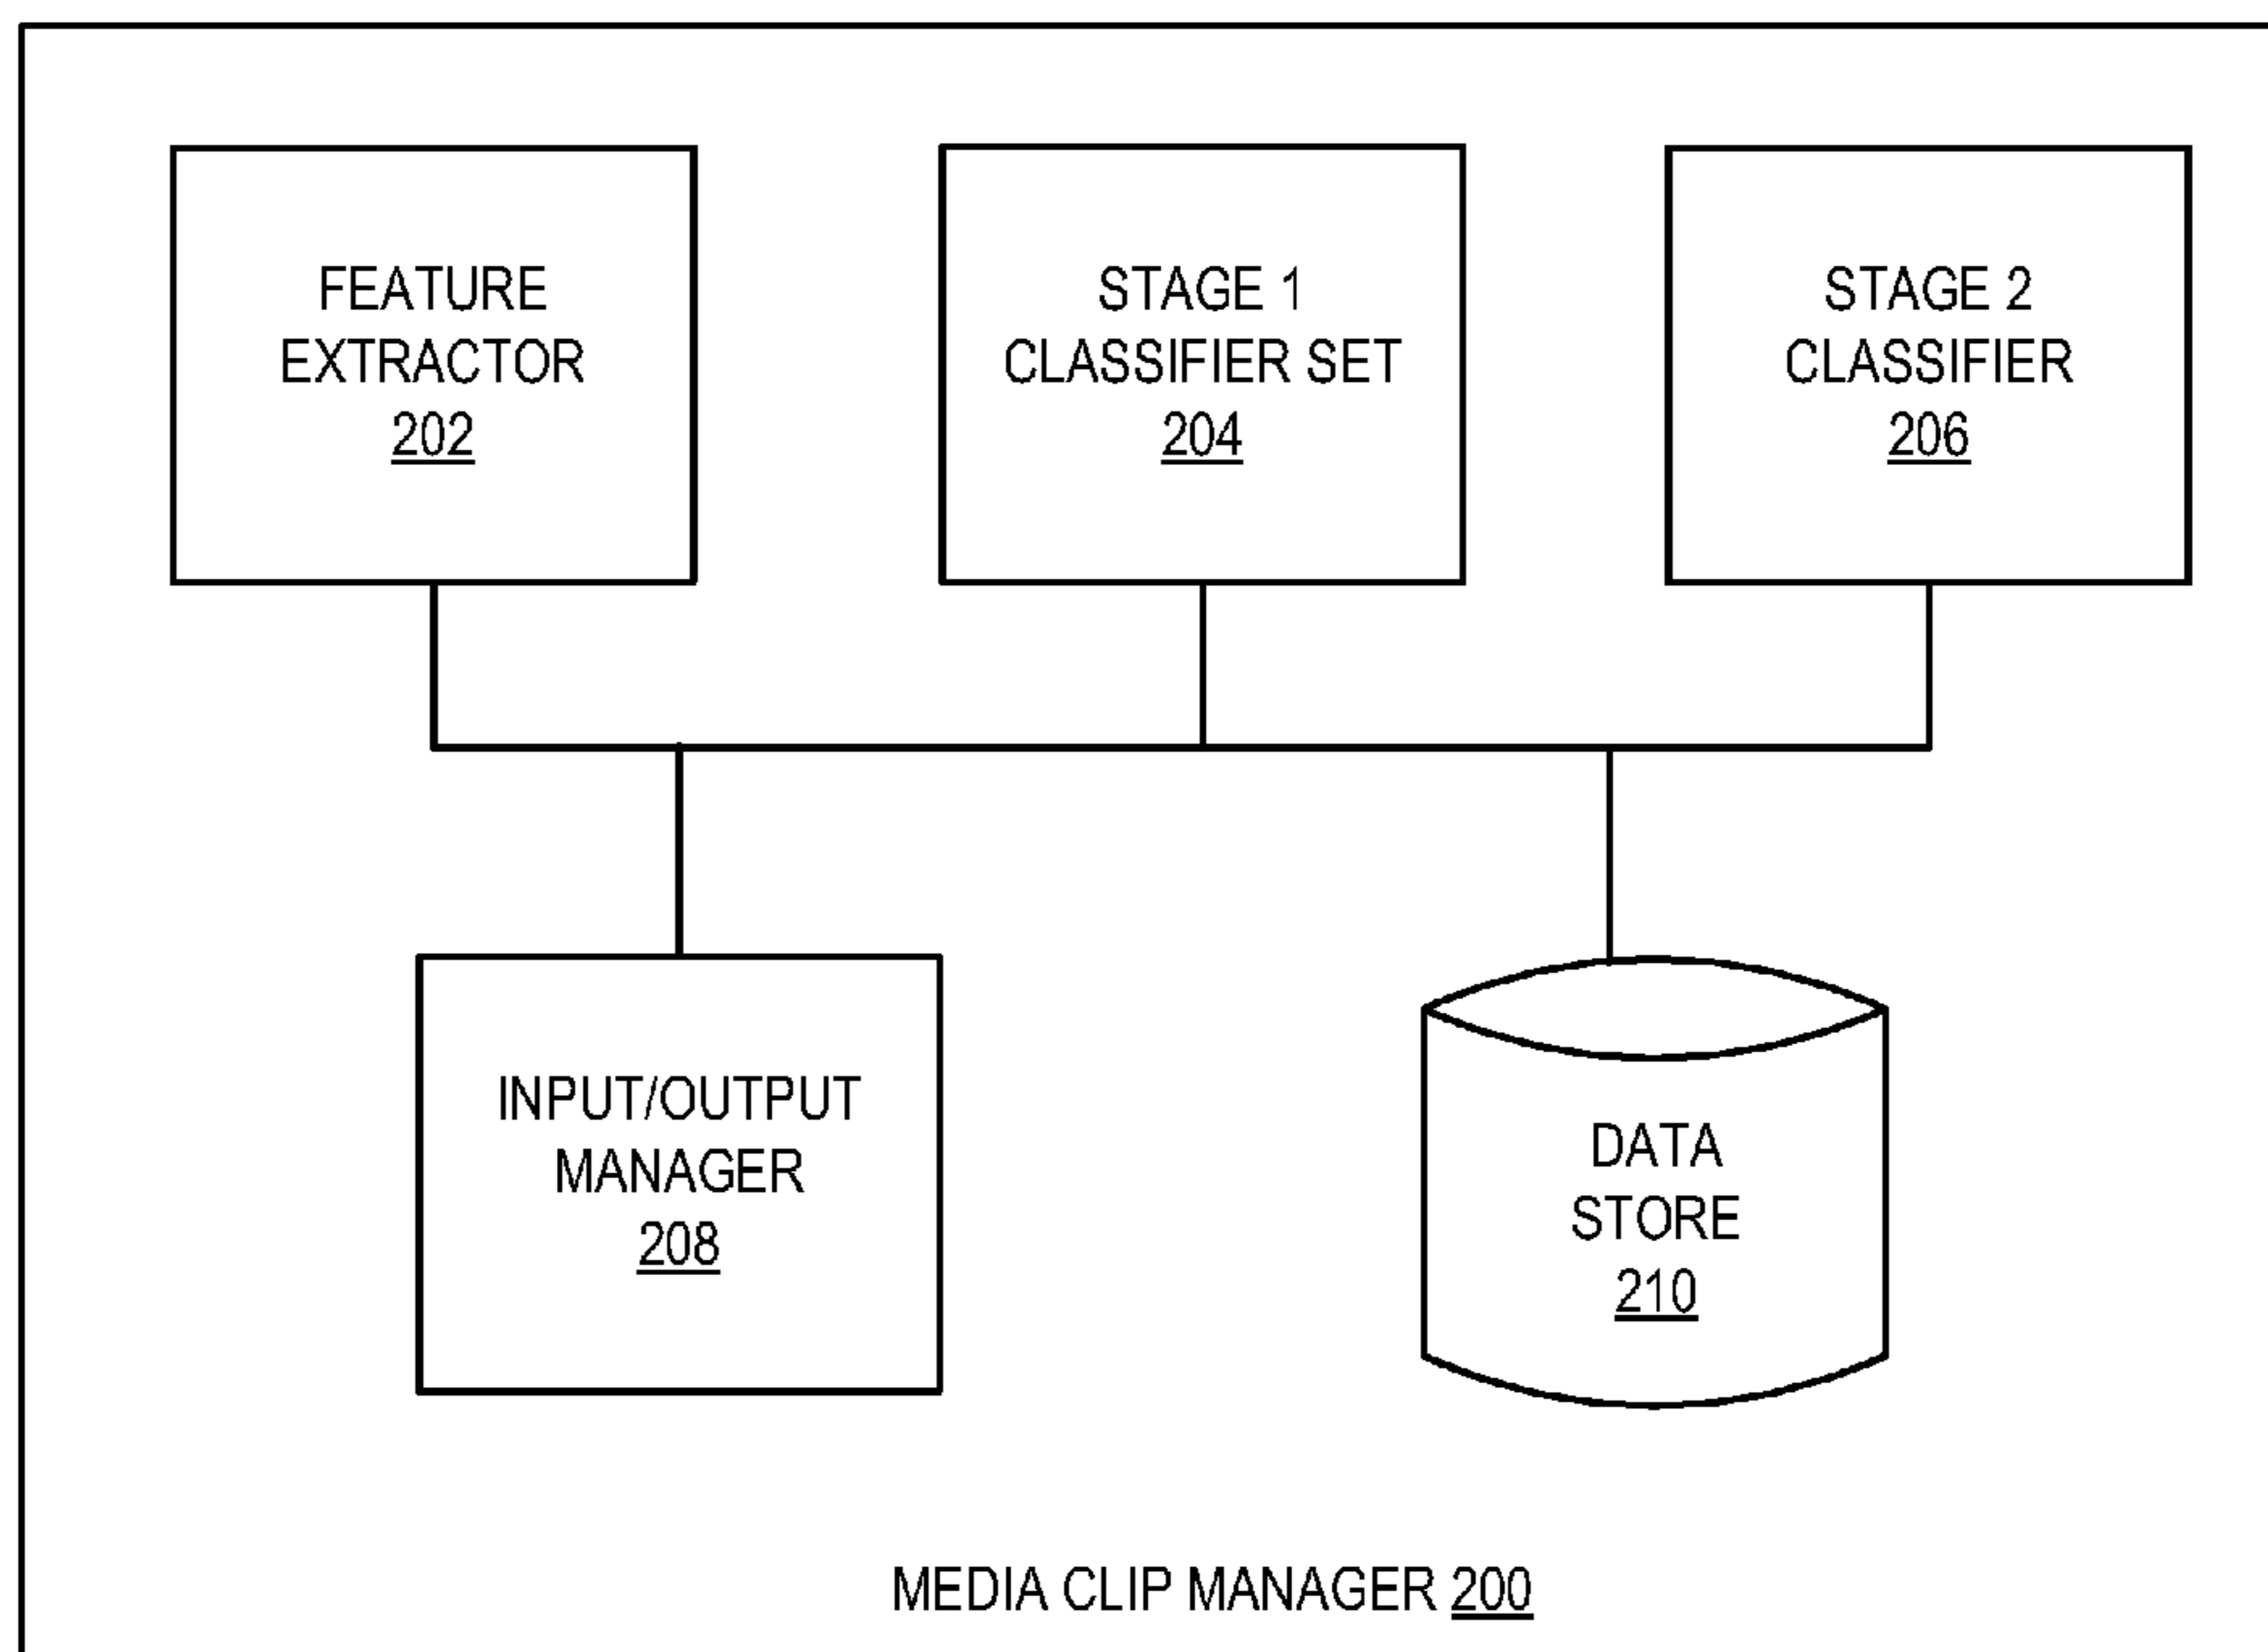 FEATURE
EXTRACTOR
202
STAGE 1
CLASSIFIER SET
204
STAGE 2
CLASSIFIER
206
INPUT/OUTPUT
MANAGER
208
DATA
STORE
210
MEDIA CLIP MANAGER 200